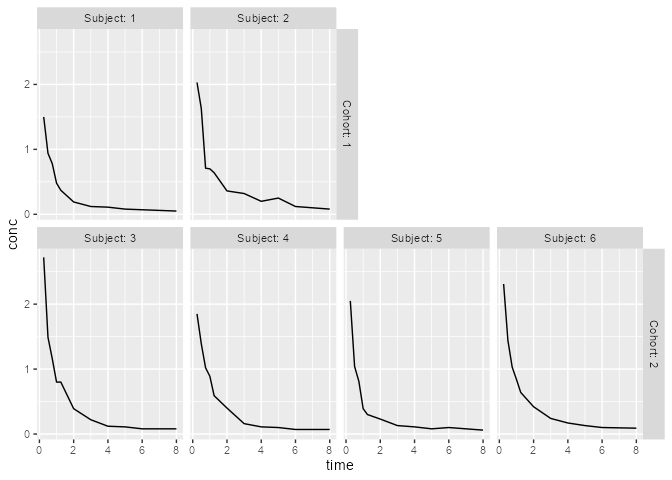 Subject: 1
Subject: 2
2
1
0
Cohort: 1
conc
Subject: 3
Subject: 4
Subject: 5
Subject: 6
2
1
0
Cohort: 2
0 2 4 6 8
0 2 4 6 8
0 2 4 6 8
0 2 4 6 8
time